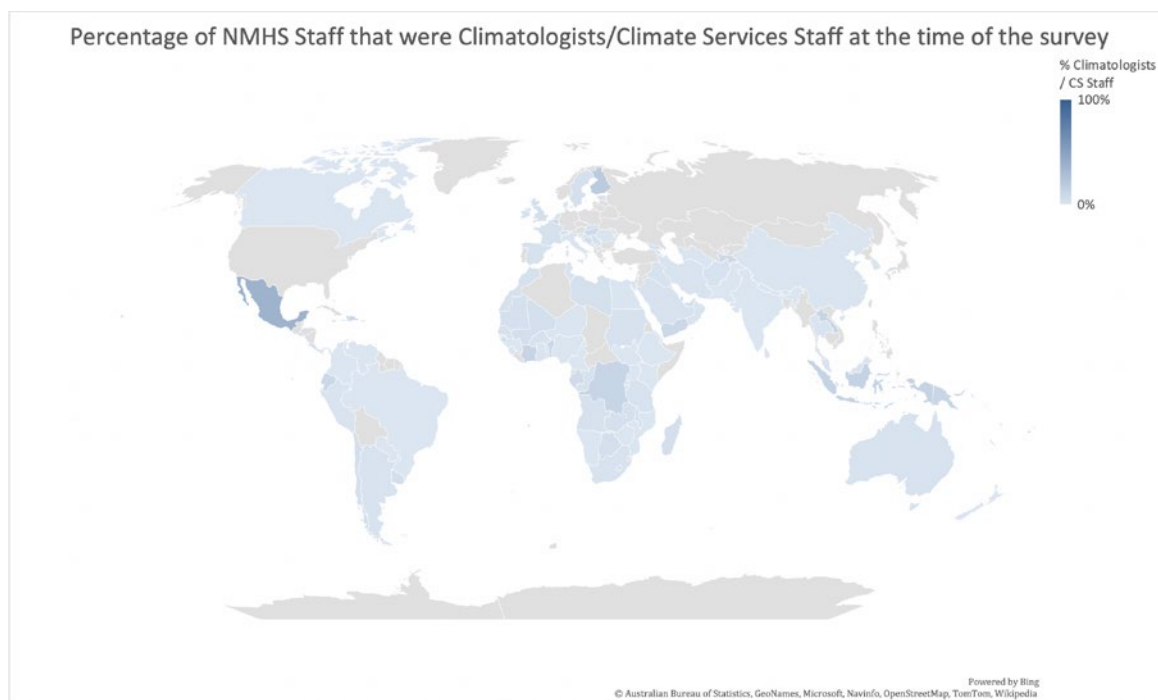 Percentage of NMHS Staff that were Climatologists/Climate Services Staff at the time of the survey
% Climatologists
/ CS Staff
100%
0%
Powered by Bing
© Australian Bureau of Statistics, GeoNames, Microsoft, Navinfo, OpenStreetMap, TomTom, Wikipedia